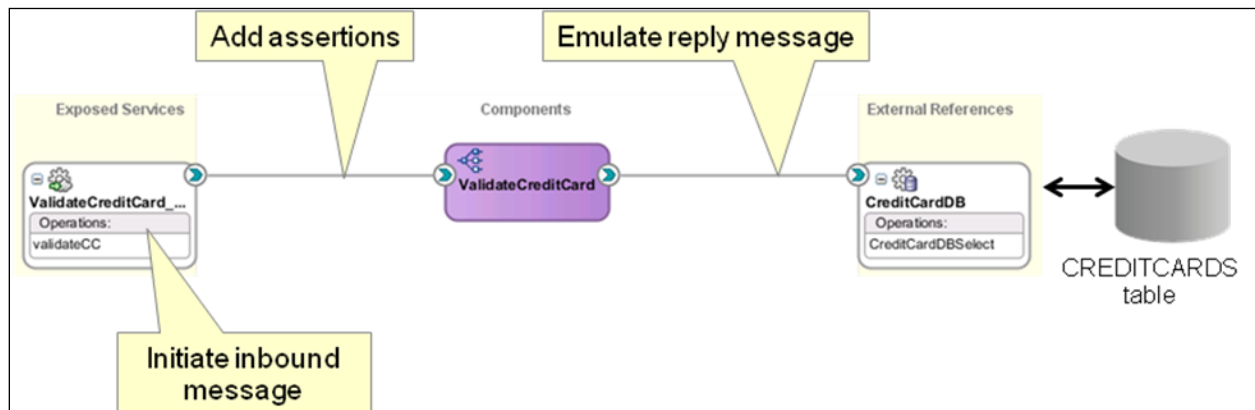 Add assertions
Emulate reply message
Exposed Services
Components
External References
ValidateCreditCard_...
Operations:
validateCC
ValidateCreditCard
CreditCardDB
Operations:
CreditCardDBSelect
CREDITCARDS
table
Initiate inbound
message